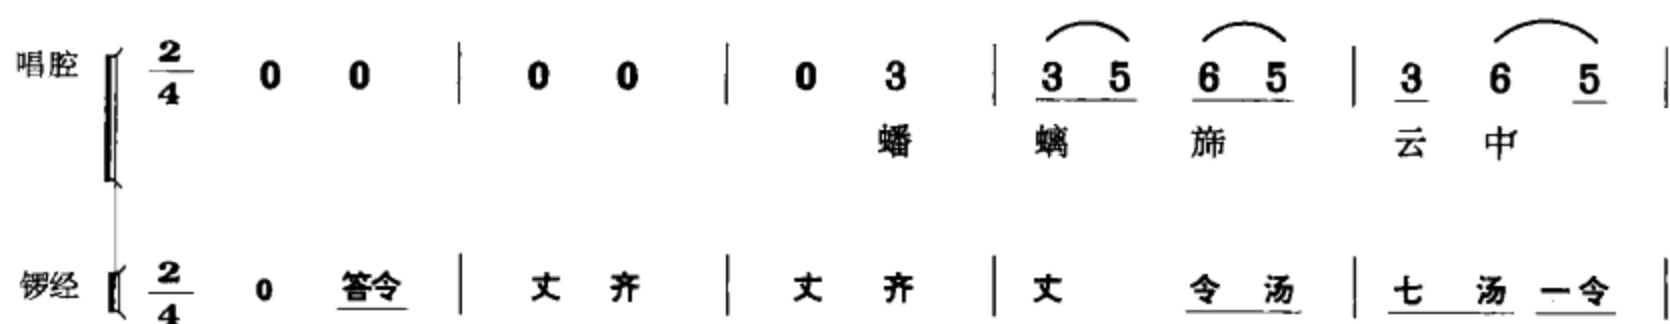 唱腔 2/4 0 0 | 0 0 | 0 3 | 3 5 6 5 | 3 6 5 |
蟠 螭 旆 云 中
锣经 2/4 0 答令 | 丈 齐 | 丈 齐 | 丈 令 汤 | 七 汤 一令 |